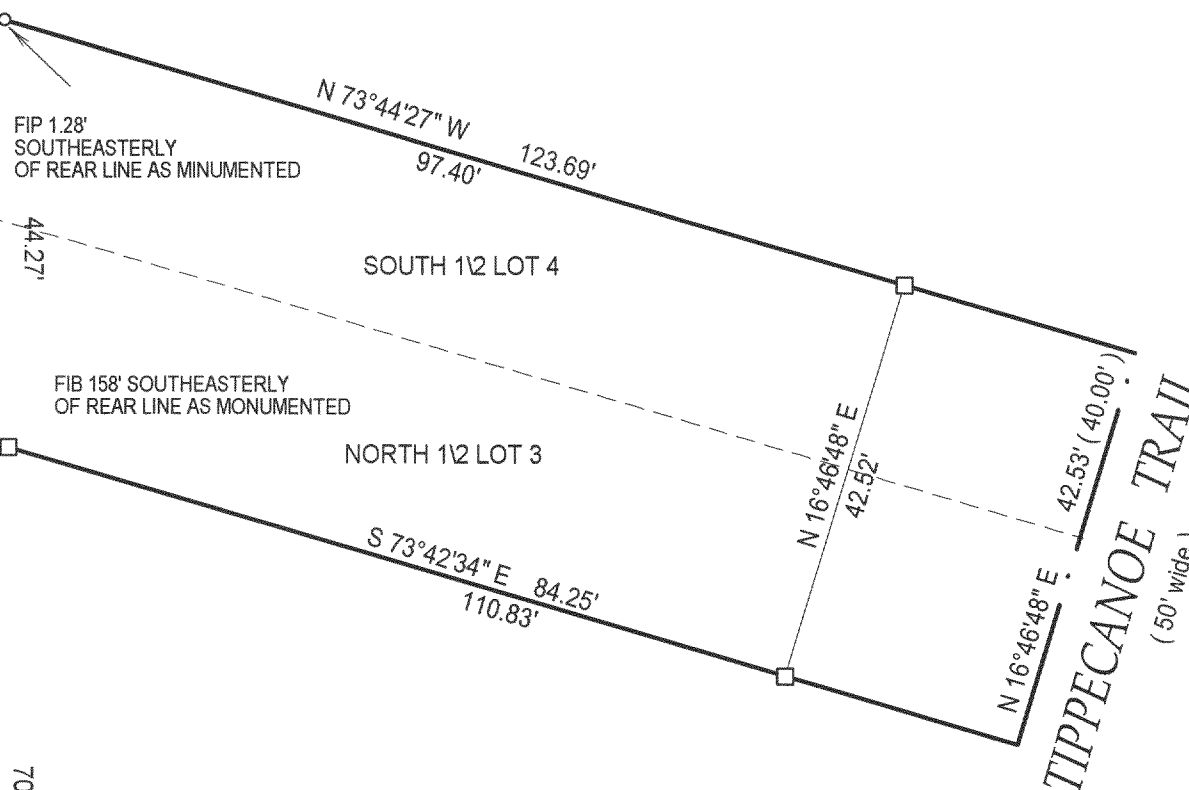 N 73°44'27" W
123.69'
97.40'
FIP 1.28'
SOUTHEASTERLY
OF REAR LINE AS MINUMENTED
44.27'
SOUTH 1\2 LOT 4
FIB 158' SOUTHEASTERLY
OF REAR LINE AS MONUMENTED
NORTH 1\2 LOT 3
N 16°46'48" E
42.52'
42.53' ( 40.00' )
N 16°46'48" E
TIPPECANOE TRAIL
( 50' wide )
S 73°42'34" E
84.25'
110.83'
70